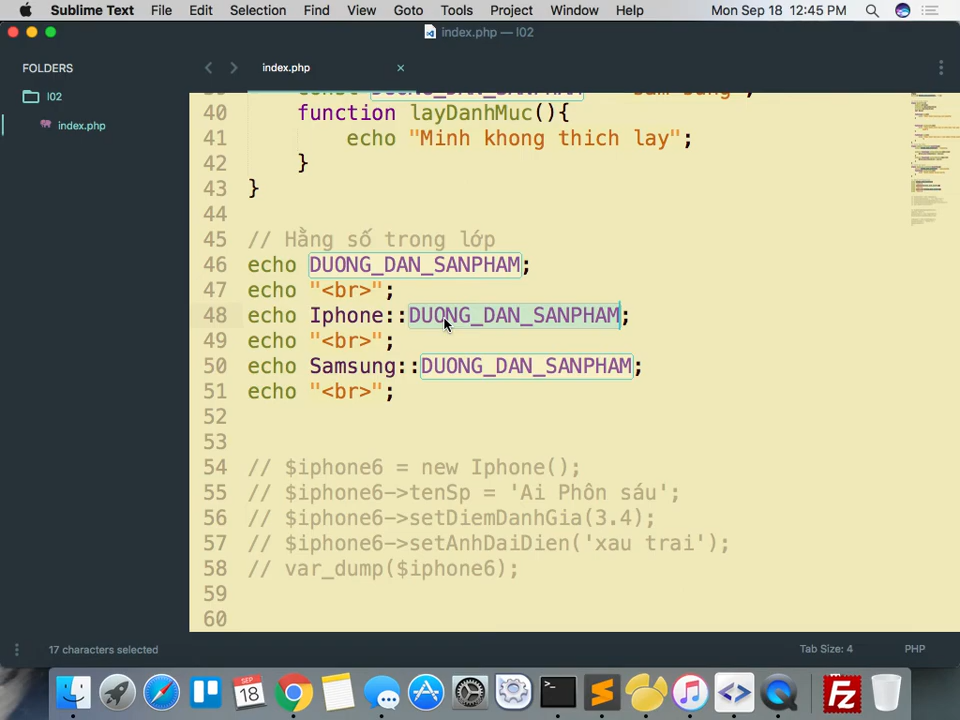 Sublime Text File Edit Selection Find View Goto Tools Project Window Help Mon Sep 18 12:45 PM
index.php — l02
FOLDERS
l02
index.php
index.php
40 function layDanhMuc(){
41 echo "Minh khong thich lay";
42 }
43 }
44
45 // Hằng số trong lớp
46 echo DUONG_DAN_SANPHAM;
47 echo "<br>";
48 echo Iphone::DUONG_DAN_SANPHAM;
49 echo "<br>";
50 echo Samsung::DUONG_DAN_SANPHAM;
51 echo "<br>";
52
53
54 // $iphone6 = new Iphone();
55 // $iphone6->tenSp = 'Ai Phôn sáu';
56 // $iphone6->setDiemDanhGia(3.4);
57 // $iphone6->setAnhDaiDien('xau trai');
58 // var_dump($iphone6);
59
60
17 characters selected Tab Size: 4 PHP
SEP
18
Fz